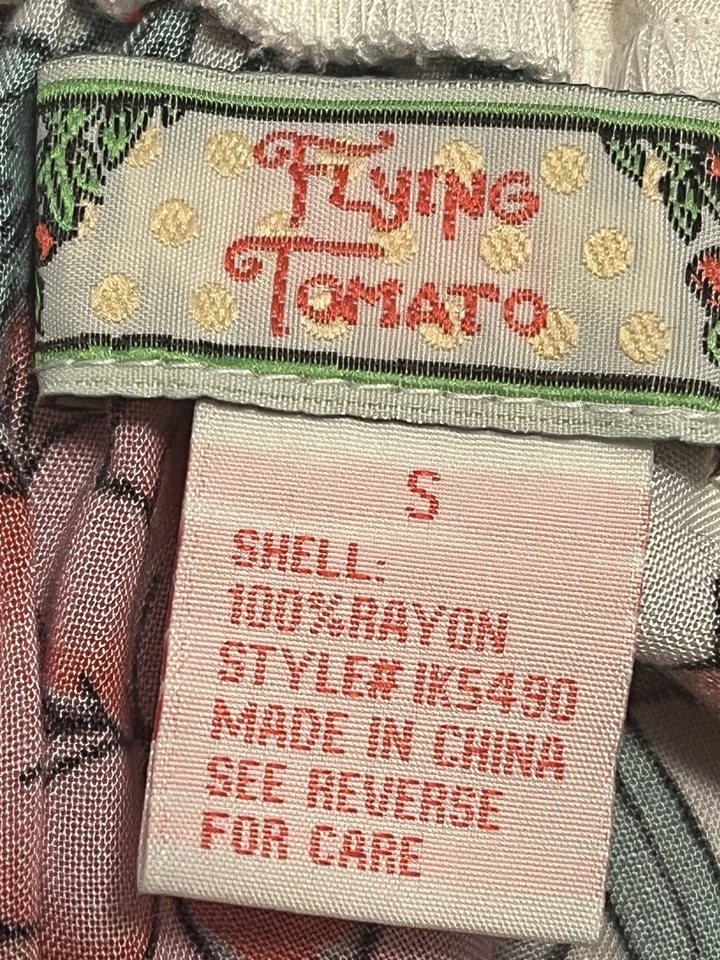 FLYING
TOMATO
S
SHELL:
100%RAYON
STYLE# IK5490
MADE IN CHINA
SEE REVERSE
FOR CARE